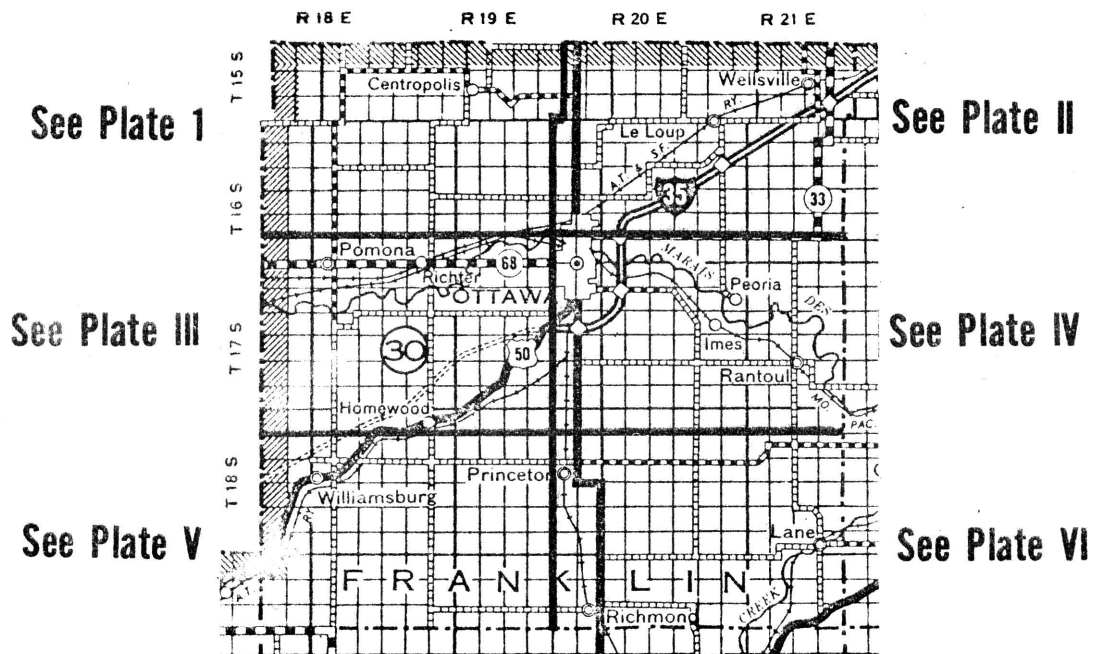 R 18 E R 19 E R 20 E R 21 E
T 15 S
Centropolis
Wellsville
See Plate 1
See Plate II
RY.
Le Loup
A.T. & S.F.
35
33
T 16 S
Pomona
68
MARAIS
Richter
OTTAWA
Peoria
DES
See Plate III
See Plate IV
T 17 S
30
50
Imes
Rantoul
Homewood
MO.
PAC.
T 18 S
Princeton
Williamsburg
RY.
Lane
See Plate V
See Plate VI
FRANKLIN
A.T.
CREEK
Richmond